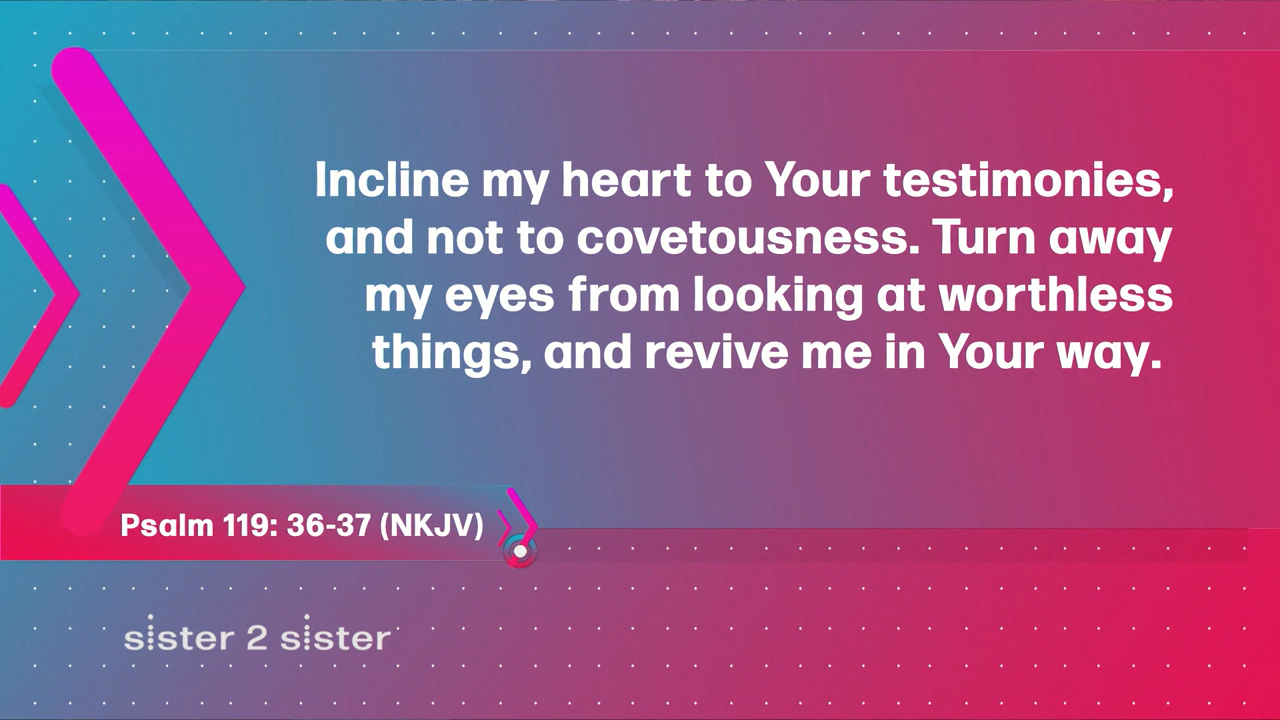 Incline my heart to Your testimonies,
and not to covetousness. Turn away
my eyes from looking at worthless
things, and revive me in Your way.
Psalm 119: 36-37 (NKJV)
sister 2 sister